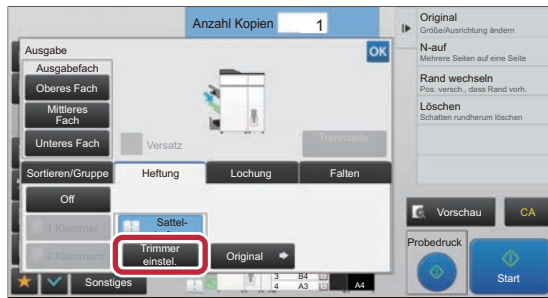 Anzahl Kopien 1
Original
Größe/Ausrichtung ändern
N-auf
Mehrere Seiten auf eine Seite
Rand wechseln
Pos. versch., dass Rand vorh.
Löschen
Schatten rundherum löschen
Ausgabe
OK
Ausgabefach
Oberes Fach
Mittleres
Fach
Unteres Fach
Versatz
Trennseite
Sortieren/Gruppe
Heftung
Lochung
Falten
Off
1 Klammer
Sattel-
2 Klammern
Trimmer
einstel.
Original
Vorschau
CA
Probedruck
Start
Sonstiges
3 B4
4 A3
A4